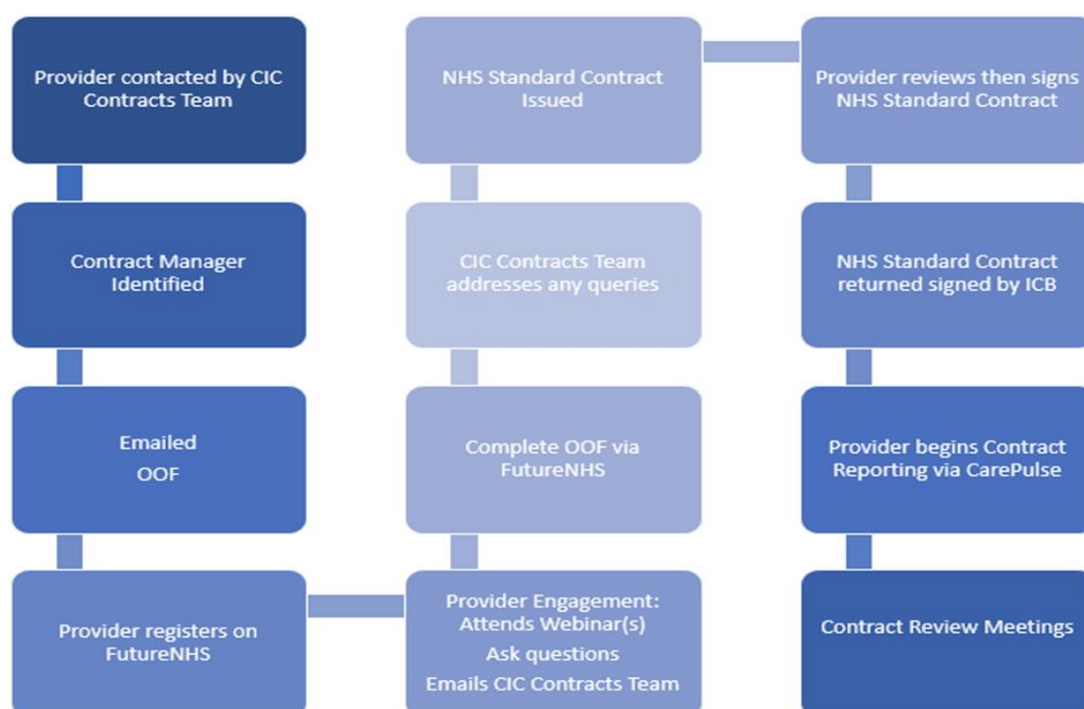 Provider contacted by CIC
Contracts Team
Contract Manager
Identified
Emailed
OOF
Provider registers on
FutureNHS
Provider Engagement:
Attends Webinar(s)
Ask questions
Emails CIC Contracts Team
Complete OOF via
FutureNHS
CIC Contracts Team
addresses any queries
NHS Standard Contract
Issued
Provider reviews then signs
NHS Standard Contract
NHS Standard Contract
returned signed by ICB
Provider begins Contract
Reporting via CarePulse
Contract Review Meetings